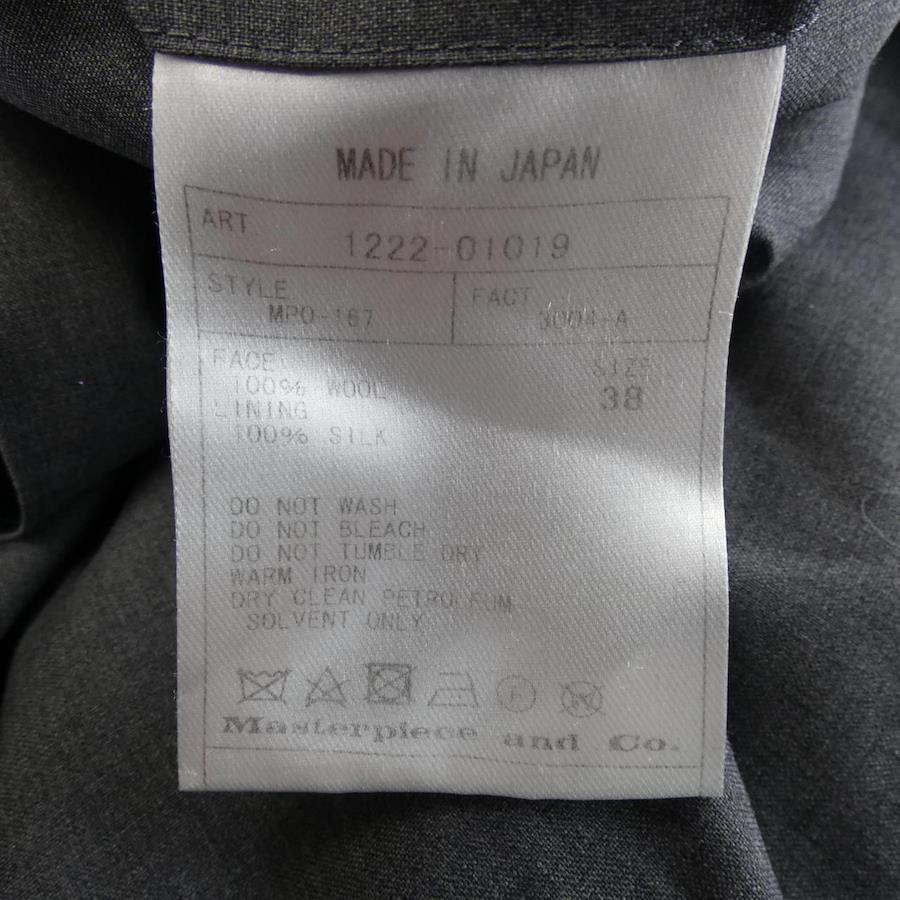 MADE IN JAPAN
ART.
1222-01019
STYLE
MPO-167
FACT
3004-A
FACE
100% WOOL
LINING
100% SILK
SIZE
38
DO NOT WASH
DO NOT BLEACH
DO NOT TUMBLE DRY
WARM IRON
DRY CLEAN PETROLEUM
SOLVENT ONLY
F
W
Masterpiece and Co.